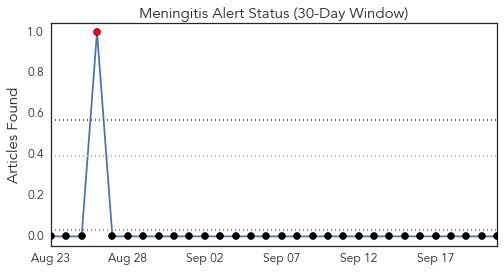 Meningitis Alert Status (30-Day Window)
Articles Found
1.0
0.8
0.6
0.4
0.2
0.0
Aug 23 Aug 28 Sep 02 Sep 07 Sep 12 Sep 17